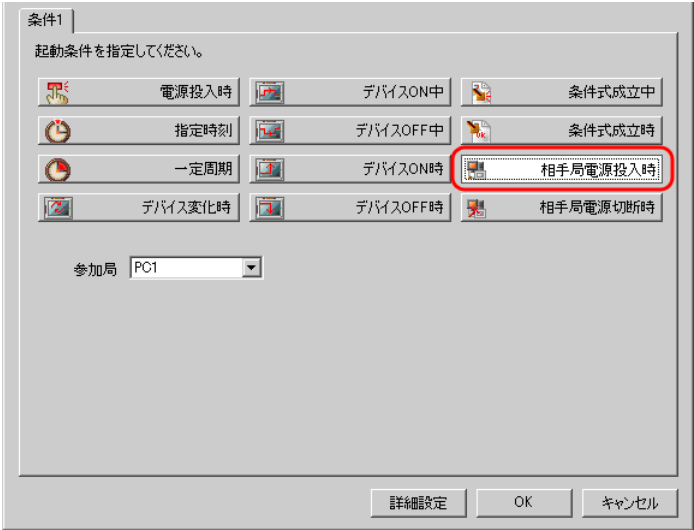 条件1
起動条件を指定してください。
電源投入時 デバイスON中 条件式成立中
指定時刻 デバイスOFF中 条件式成立時
一定周期 デバイスON時 相手局電源投入時
デバイス変化時 デバイスOFF時 相手局電源切断時
参加局 PC1
詳細設定 OK キャンセル